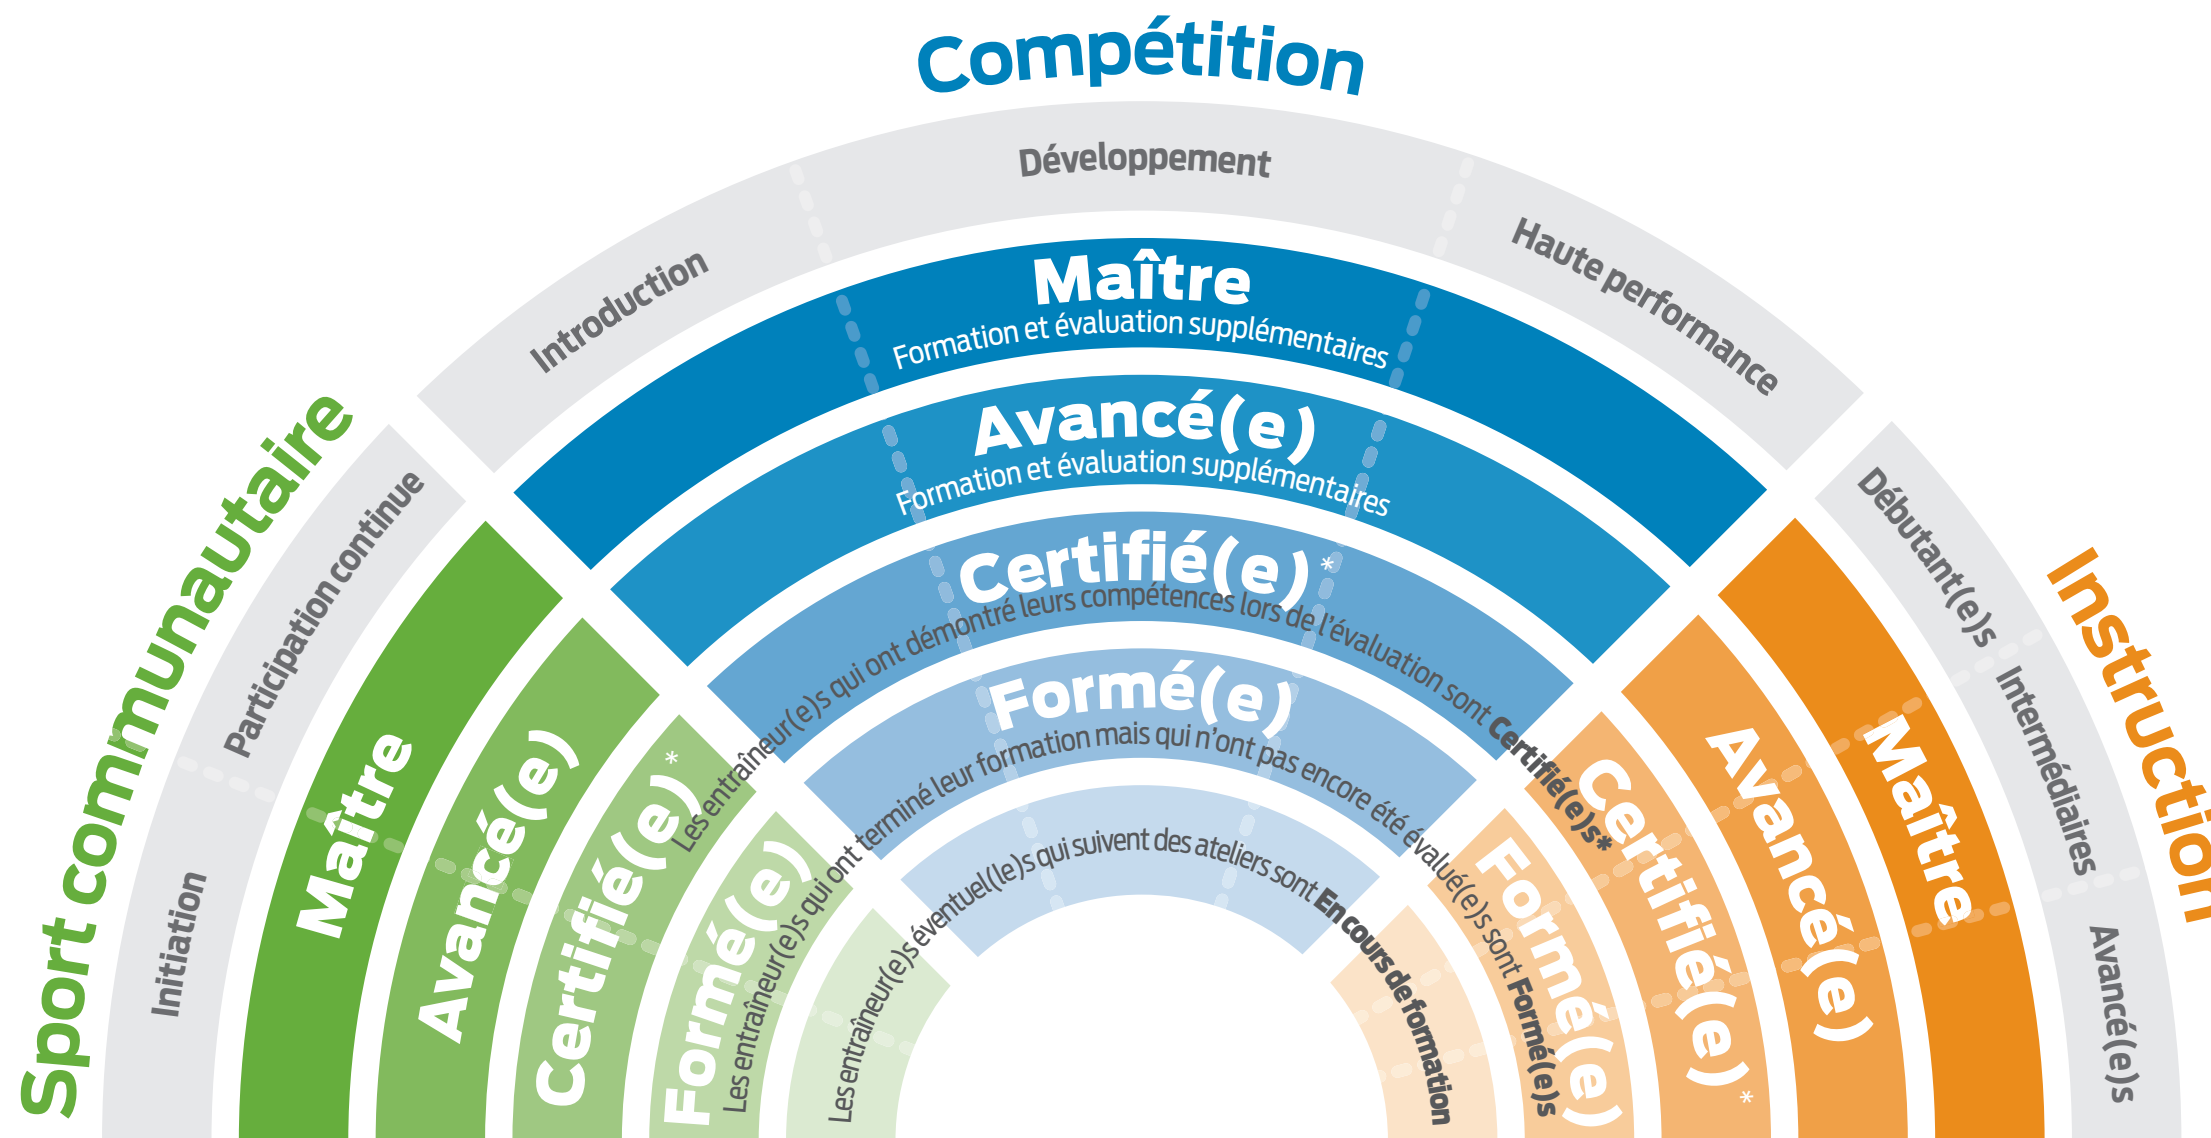 Compétition
Développement
Introduction
Haute performance
Maître
Formation et évaluation supplémentaires
Avancé(e)
Formation et évaluation supplémentaires
Certifié(e)*
Les entraîneur(e)s qui ont démontré leurs compétences lors de l’évaluation sont Certifié(e)s*
Formé(e)
Les entraîneur(e)s qui ont terminé leur formation mais qui n’ont pas encore été évalué(e)s sont Formé(e)s
Les entraîneur(e)s éventuel(le)s qui suivent des ateliers sont En cours de formation
Sport communautaire
Participation continue
Initiation
Maître
Avancé(e)
Certifié(e)*
Formé(e)
Instruction
Débutant(e)s
Intermédiaires
Avancé(e)s
Maître
Avancé(e)
Certifié(e)*
Formé(e)